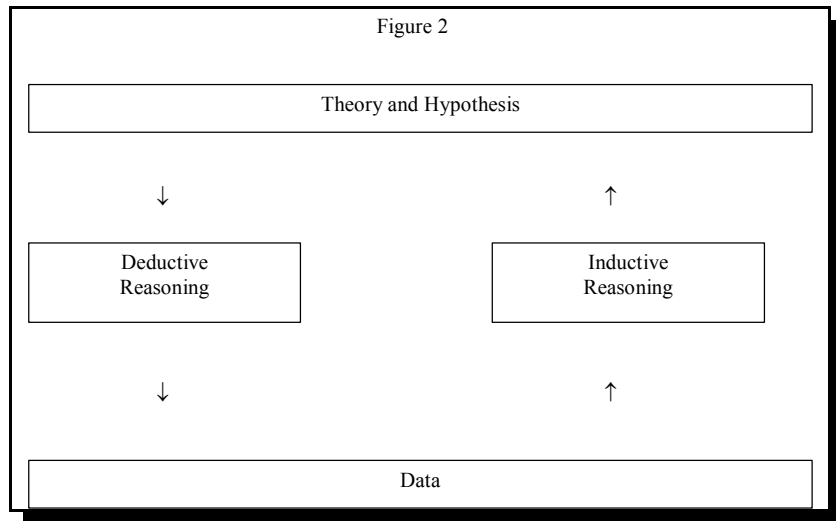 Figure 2
Theory and Hypothesis
↓ ↑
Deductive
Reasoning
Inductive
Reasoning
↓ ↑
Data